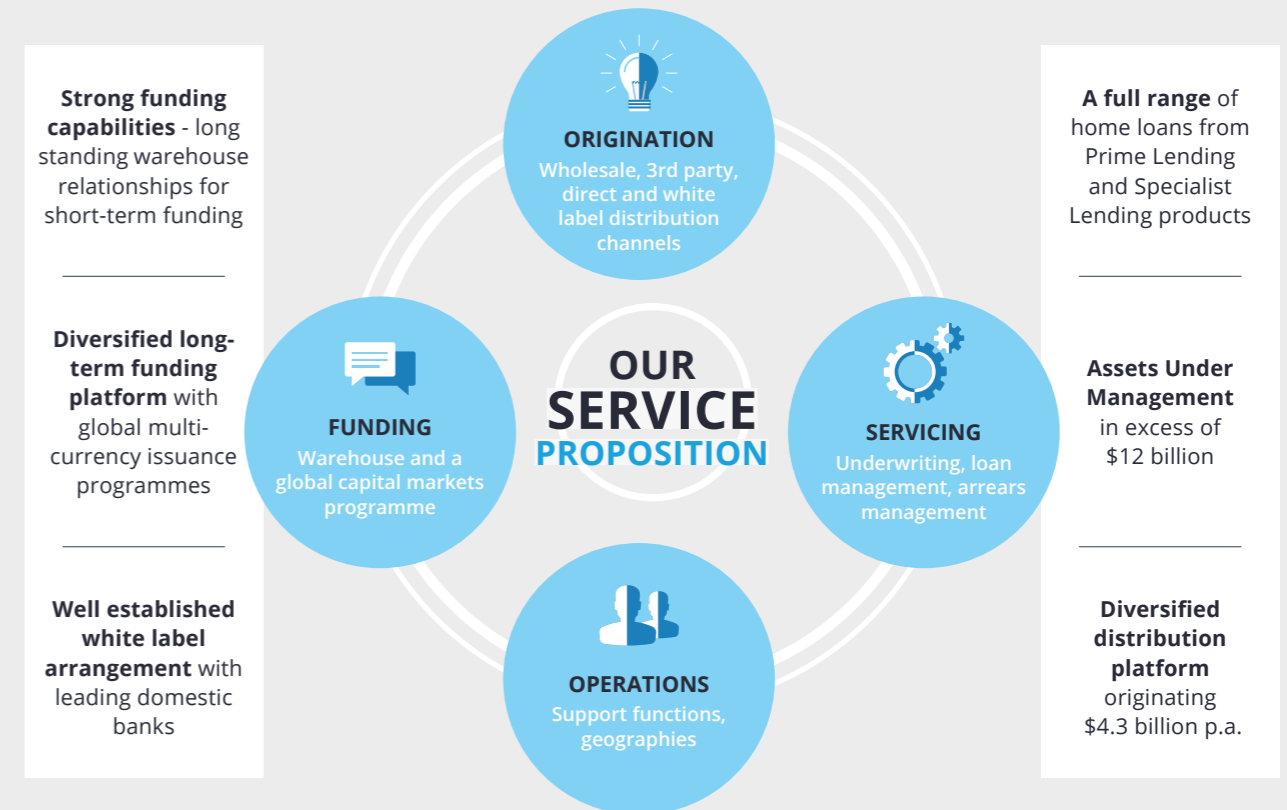 Strong funding
capabilities - long
standing warehouse
relationships for
short-term funding
Diversified long-
term funding
platform with
global multi-
currency issuance
programmes
Well established
white label
arrangement with
leading domestic
banks
ORIGINATION
Wholesale, 3rd party,
direct and white
label distribution
channels
FUNDING
Warehouse and a
global capital markets
programme
OUR
SERVICE
PROPOSITION
SERVICING
Underwriting, loan
management, arrears
management
OPERATIONS
Support functions,
geographies
A full range of
home loans from
Prime Lending
and Specialist
Lending products
Assets Under
Management
in excess of
$12 billion
Diversified
distribution
platform
originating
$4.3 billion p.a.